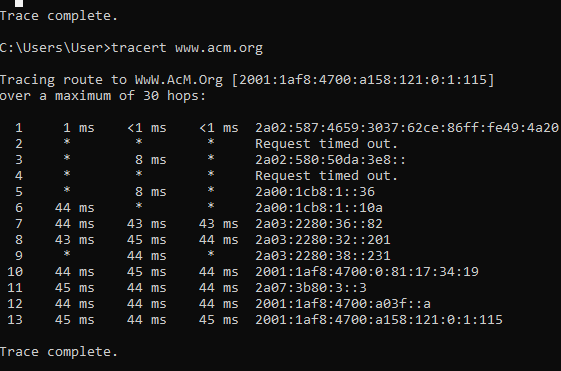 Trace complete.
C:\Users\User>tracert www.acm.org
Tracing route to WwW.AcM.Org [2001:1af8:4700:a158:121:0:1:115]
over a maximum of 30 hops:
1 1 ms <1 ms <1 ms 2a02:587:4659:3037:62ce:86ff:fe49:4a20
2 * * * Request timed out.
3 * 8 ms * 2a02:580:50da:3e8::
4 * * * Request timed out.
5 * 8 ms * 2a00:1cb8:1::36
6 44 ms * * 2a00:1cb8:1::10a
7 44 ms 43 ms 43 ms 2a03:2280:36::82
8 43 ms 45 ms 44 ms 2a03:2280:32::201
9 * 44 ms * 2a03:2280:38::231
10 44 ms 45 ms 44 ms 2001:1af8:4700:0:81:17:34:19
11 45 ms 44 ms 44 ms 2a07:3b80:3::3
12 44 ms 44 ms 44 ms 2001:1af8:4700:a03f::a
13 45 ms 44 ms 45 ms 2001:1af8:4700:a158:121:0:1:115
Trace complete.